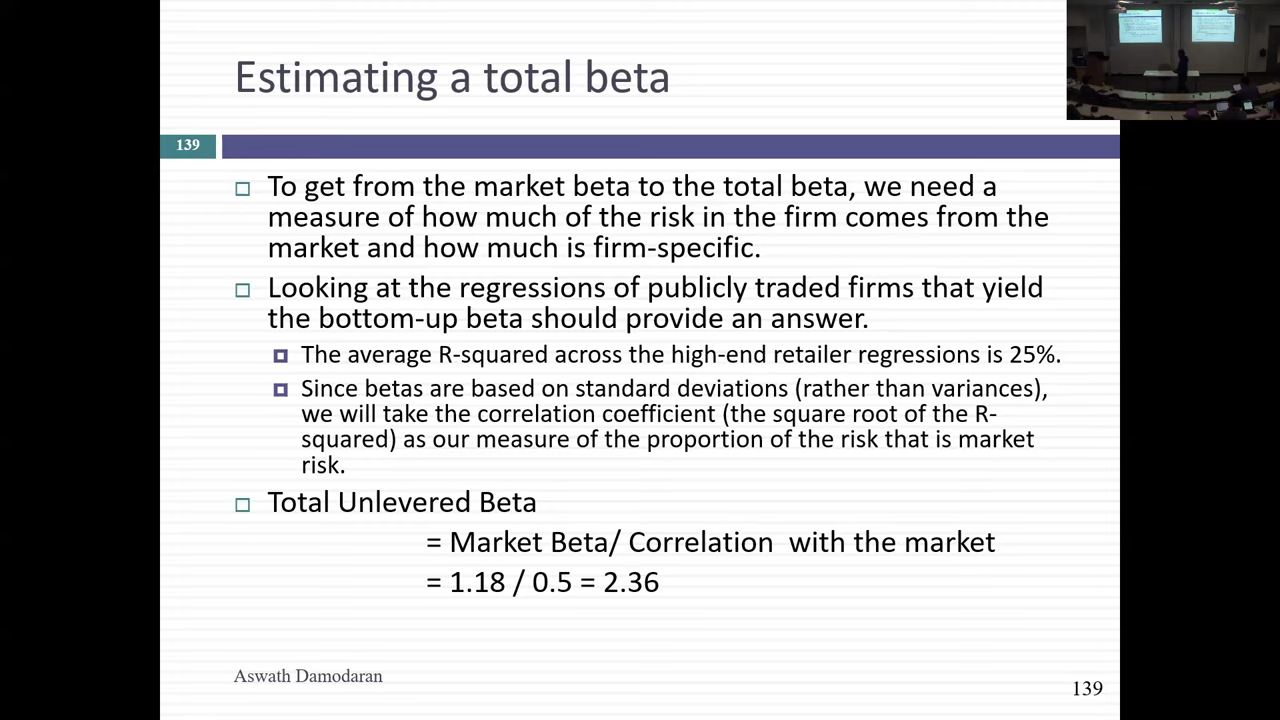 Estimating a total beta
139
To get from the market beta to the total beta, we need a
measure of how much of the risk in the firm comes from the
market and how much is firm-specific.
Looking at the regressions of publicly traded firms that yield
the bottom-up beta should provide an answer.
The average R-squared across the high-end retailer regressions is 25%.
Since betas are based on standard deviations (rather than variances),
we will take the correlation coefficient (the square root of the R-
squared) as our measure of the proportion of the risk that is market
risk.
Total Unlevered Beta
= Market Beta/ Correlation with the market
= 1.18 / 0.5 = 2.36
Aswath Damodaran
139